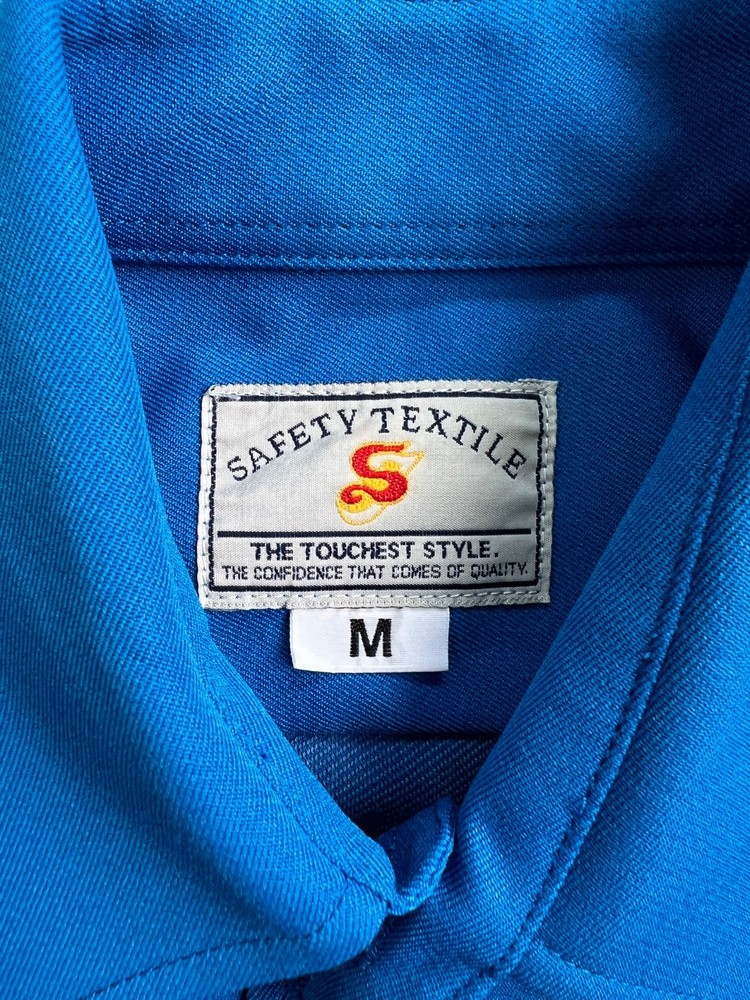 SAFETY TEXTILE
S
THE TOUCHEST STYLE.
THE CONFIDENCE THAT COMES OF QUALITY.
M